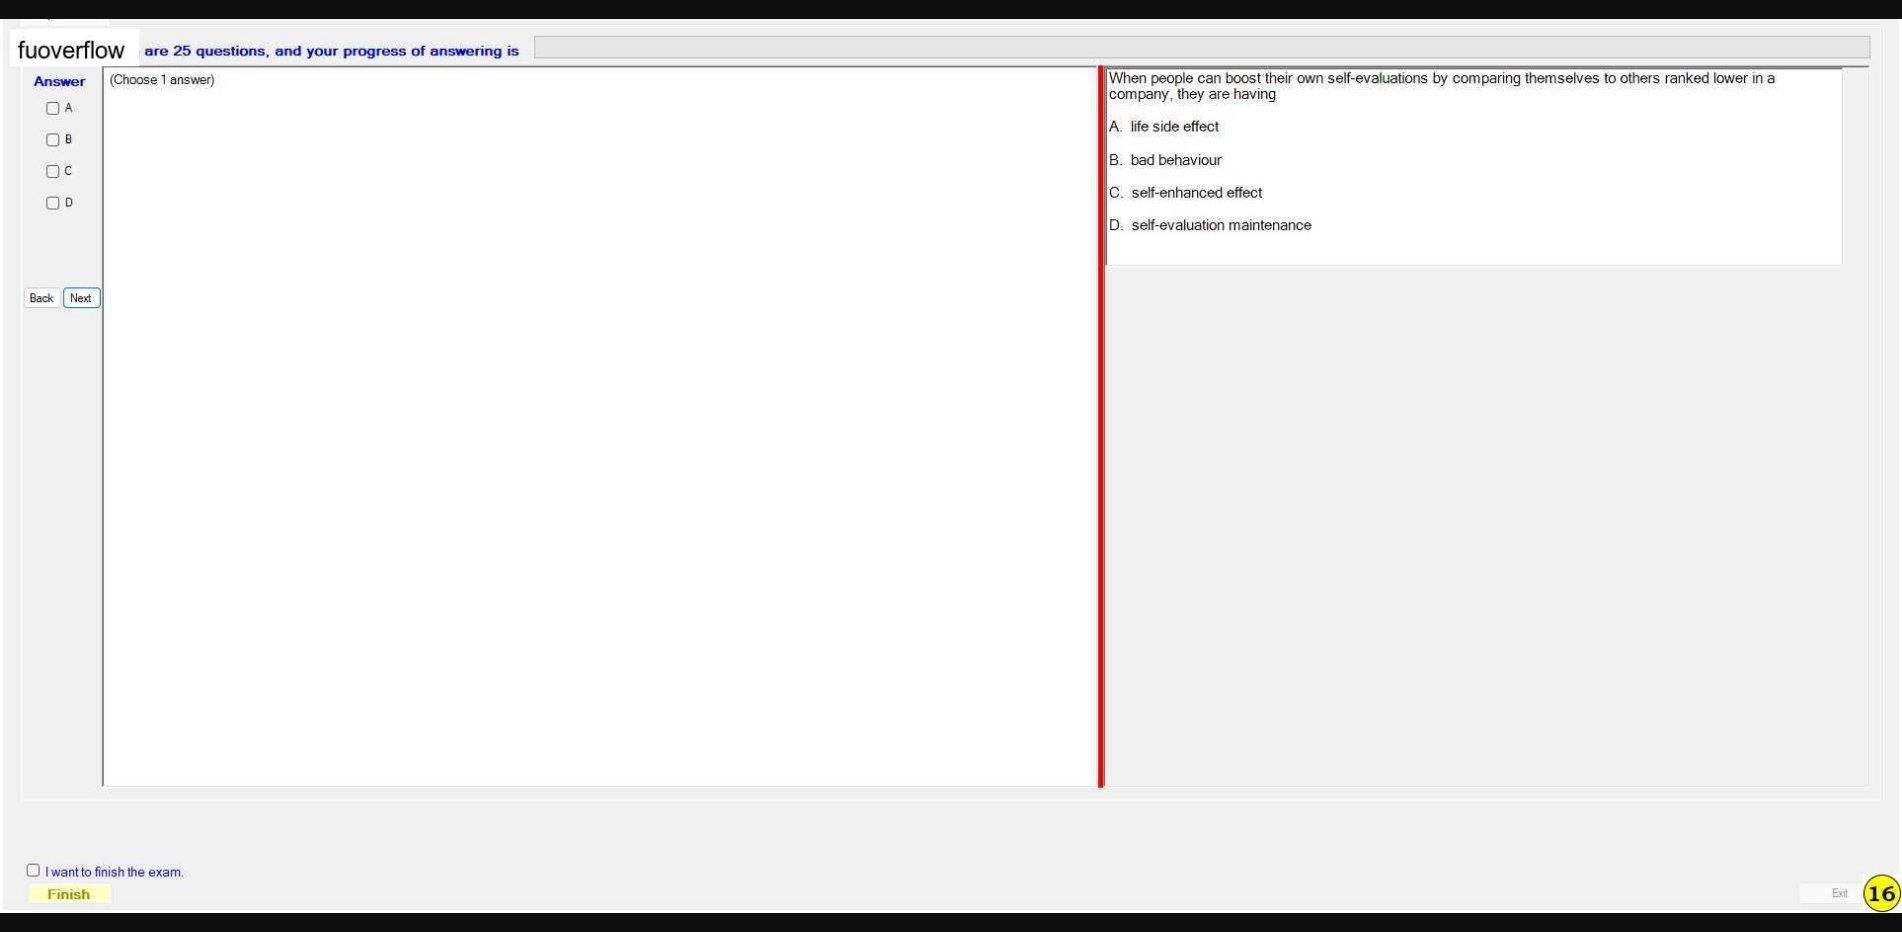 fuoverflow are 25 questions, and your progress of answering is
Answer
A
B
C
D
Back Next
(Choose 1 answer)
When people can boost their own self-evaluations by comparing themselves to others ranked lower in a
company, they are having
A. life side effect
B. bad behaviour
C. self-enhanced effect
D. self-evaluation maintenance
I want to finish the exam.
Finish
Exit
16